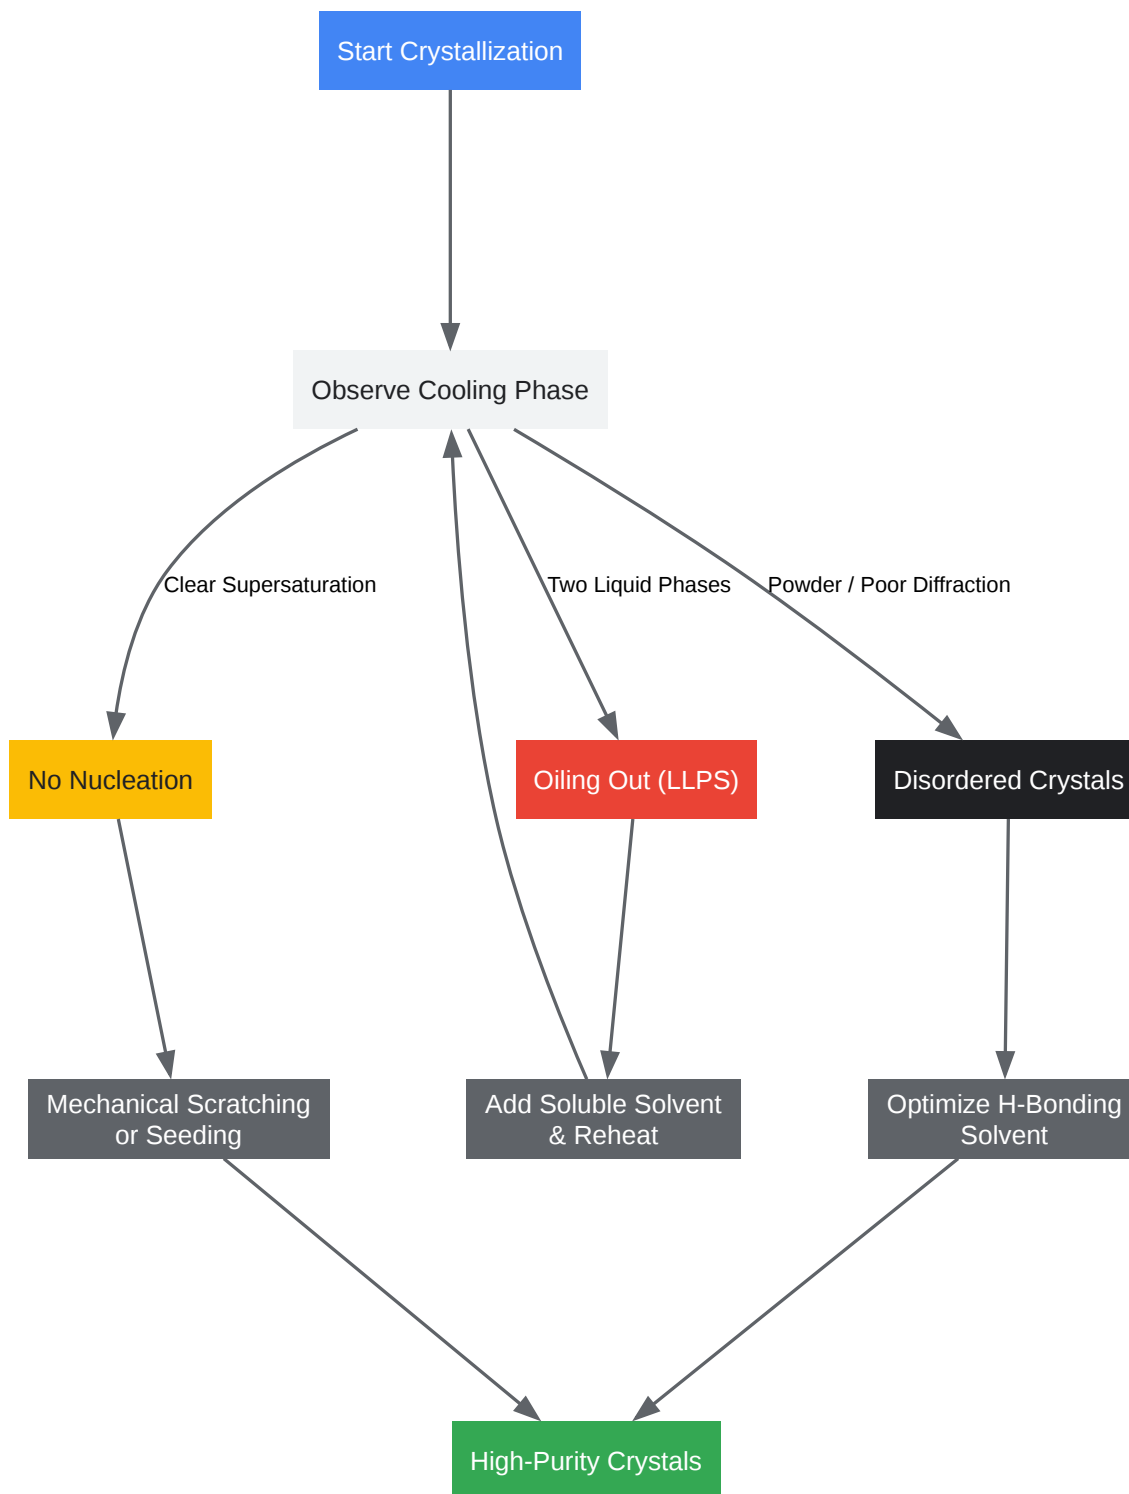 Start Crystallization
Observe Cooling Phase
Clear Supersaturation
Two Liquid Phases
Powder / Poor Diffraction
No Nucleation
Oiling Out (LLPS)
Disordered Crystals
Mechanical Scratching
or Seeding
Add Soluble Solvent
& Reheat
Optimize H-Bonding
Solvent
High-Purity Crystals